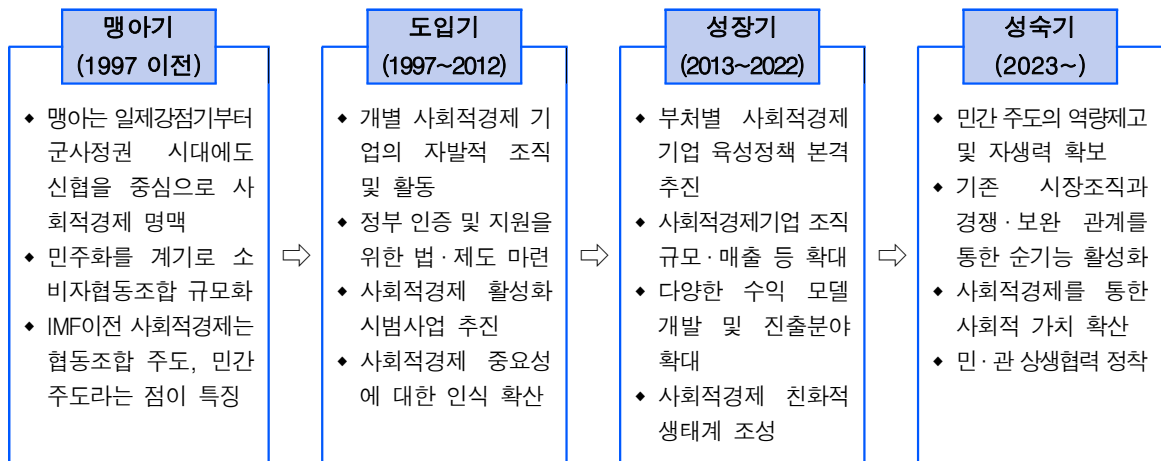 맹아기
(1997 이전)
◆ 맹아는 일제강점기부터
군사정권 시대에도
신협을 중심으로 사
회적경제 명맥
◆ 민주화를 계기로 소
비자협동조합 규모화
◆ IMF이전 사회적경제는
협동조합 주도, 민간
주도라는 점이 특징
⇨
도입기
(1997~2012)
◆ 개별 사회적경제 기
업의 자발적 조직
및 활동
◆ 정부 인증 및 지원을
위한 법·제도 마련
◆ 사회적경제 활성화
시범사업 추진
◆ 사회적경제 중요성
에 대한 인식 확산
⇨
성장기
(2013~2022)
◆ 부처별 사회적경제
기업 육성정책 본격
추진
◆ 사회적경제기업 조직
규모·매출 등 확대
◆ 다양한 수익 모델
개발 및 진출분야
확대
◆ 사회적경제 친화적
생태계 조성
⇨
성숙기
(2023~)
◆ 민간 주도의 역량제고
및 자생력 확보
◆ 기존 시장조직과
경쟁·보완 관계를
통한 순기능 활성화
◆ 사회적경제를 통한
사회적 가치 확산
◆ 민·관 상생협력 정착